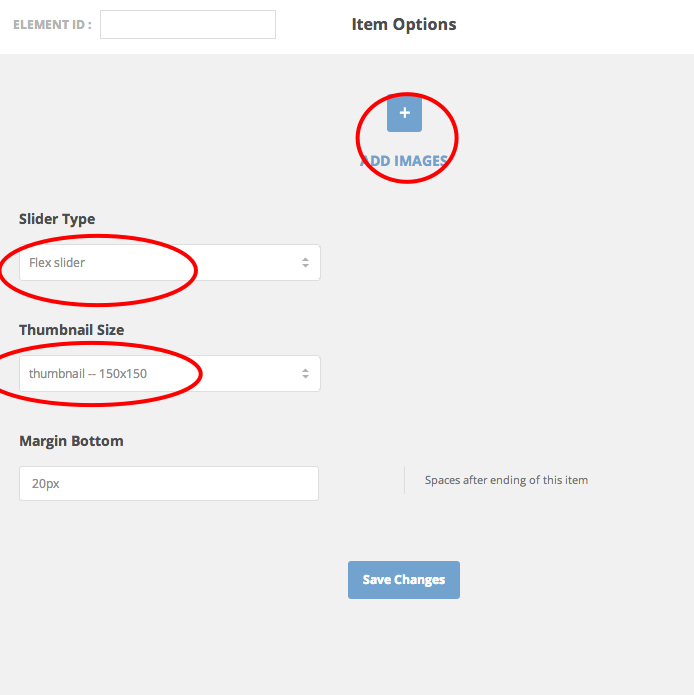 ELEMENT ID :
Item Options
+
ADD IMAGES
Slider Type
Flex slider
Thumbnail Size
thumbnail -- 150x150
Margin Bottom
20px
Spaces after ending of this item
Save Changes